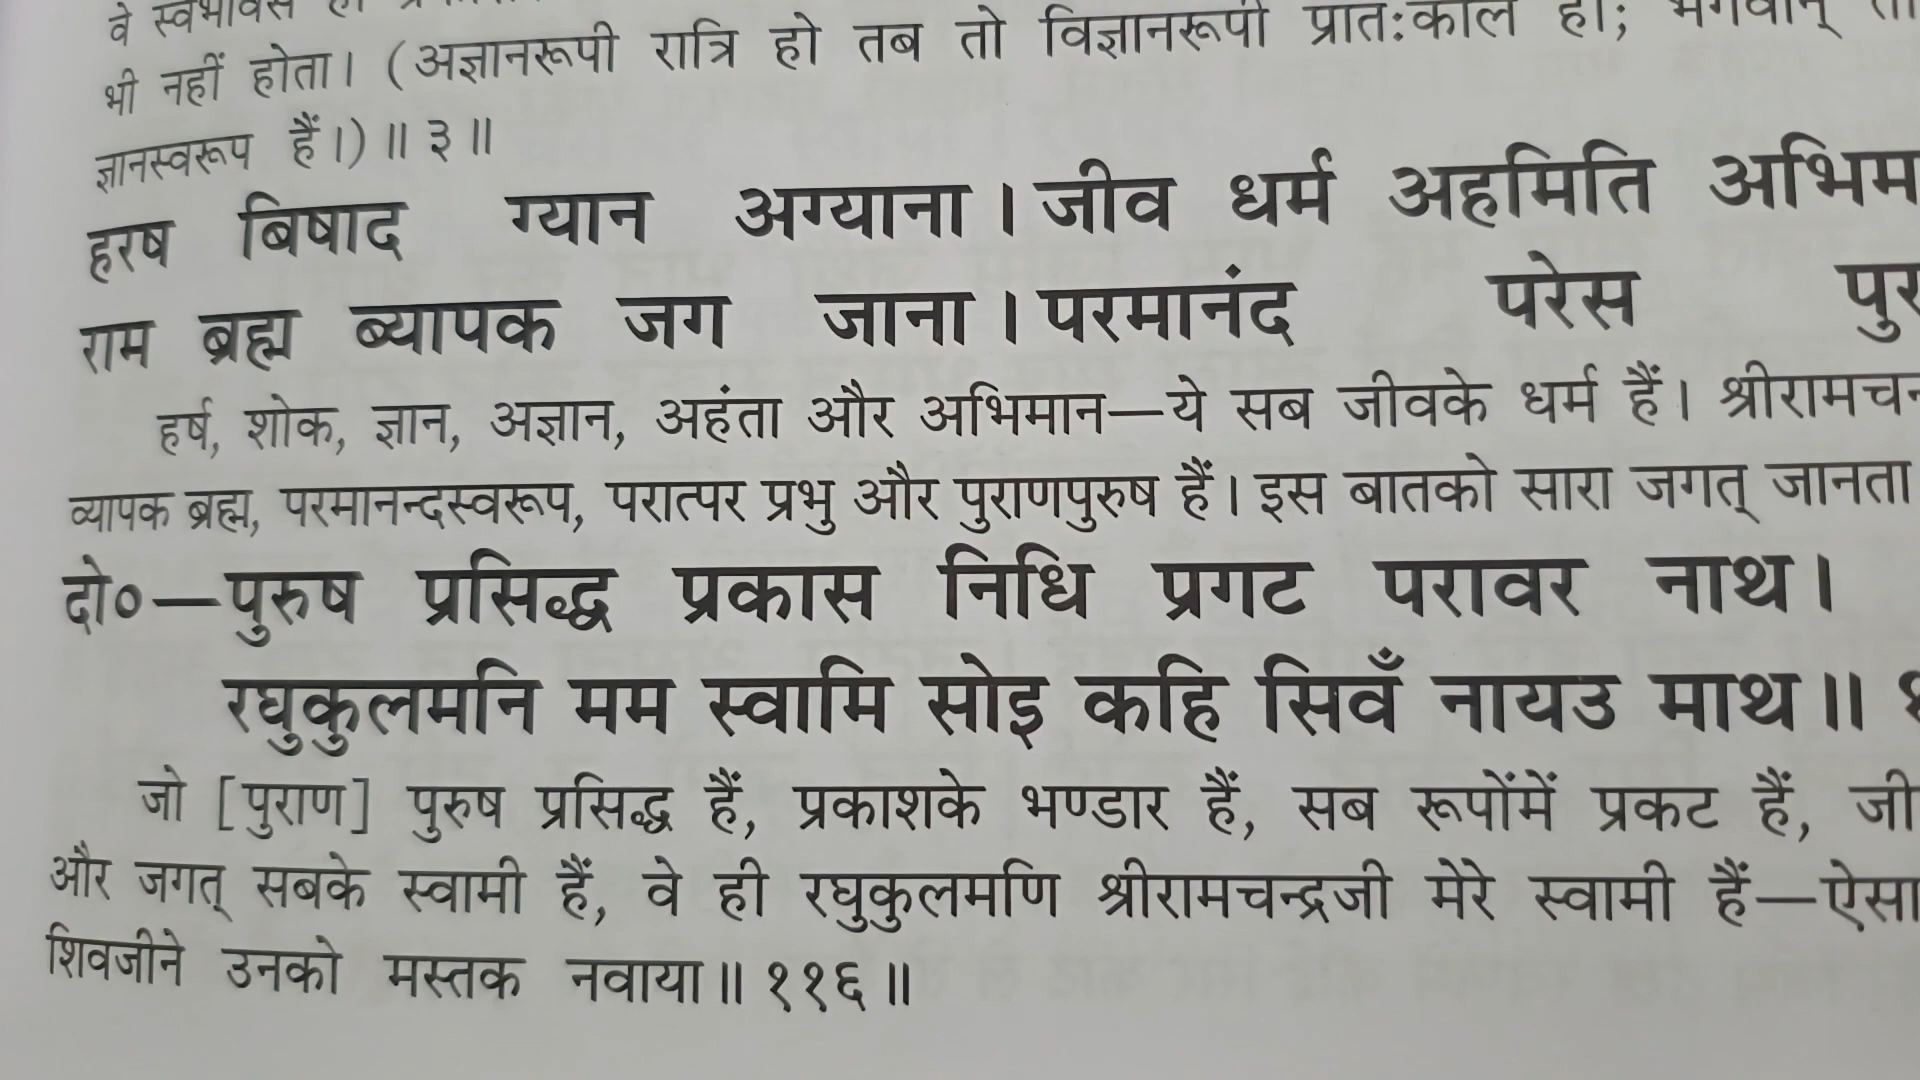 वे
भी नहीं होता। (अज्ञानरूपी रात्रि हो तब तो विज्ञानरूपी प्रातःकाल हो; भगवान्
ज्ञानस्वरूप हैं।)॥ ३॥
हरष बिषाद ग्यान अग्याना। जीव धर्म अहमिति अभिम
राम ब्रह्म ब्यापक जग जाना। परमानंद परेस पुर
हर्ष, शोक, ज्ञान, अज्ञान, अहंता और अभिमान—ये सब जीवके धर्म हैं। श्रीरामचन
व्यापक ब्रह्म, परमानन्दस्वरूप, परात्पर प्रभु और पुराणपुरुष हैं। इस बातको सारा जगत् जानता
दो०—पुरुष प्रसिद्ध प्रकास निधि प्रगट परावर नाथ।
रघुकुलमनि मम स्वामि सोइ कहि सिवँ नायउ माथ॥
जो [पुराण] पुरुष प्रसिद्ध हैं, प्रकाशके भण्डार हैं, सब रूपोंमें प्रकट हैं, जी
और जगत् सबके स्वामी हैं, वे ही रघुकुलमणि श्रीरामचन्द्रजी मेरे स्वामी हैं—ऐसा
शिवजीने उनको मस्तक नवाया॥ ११६॥